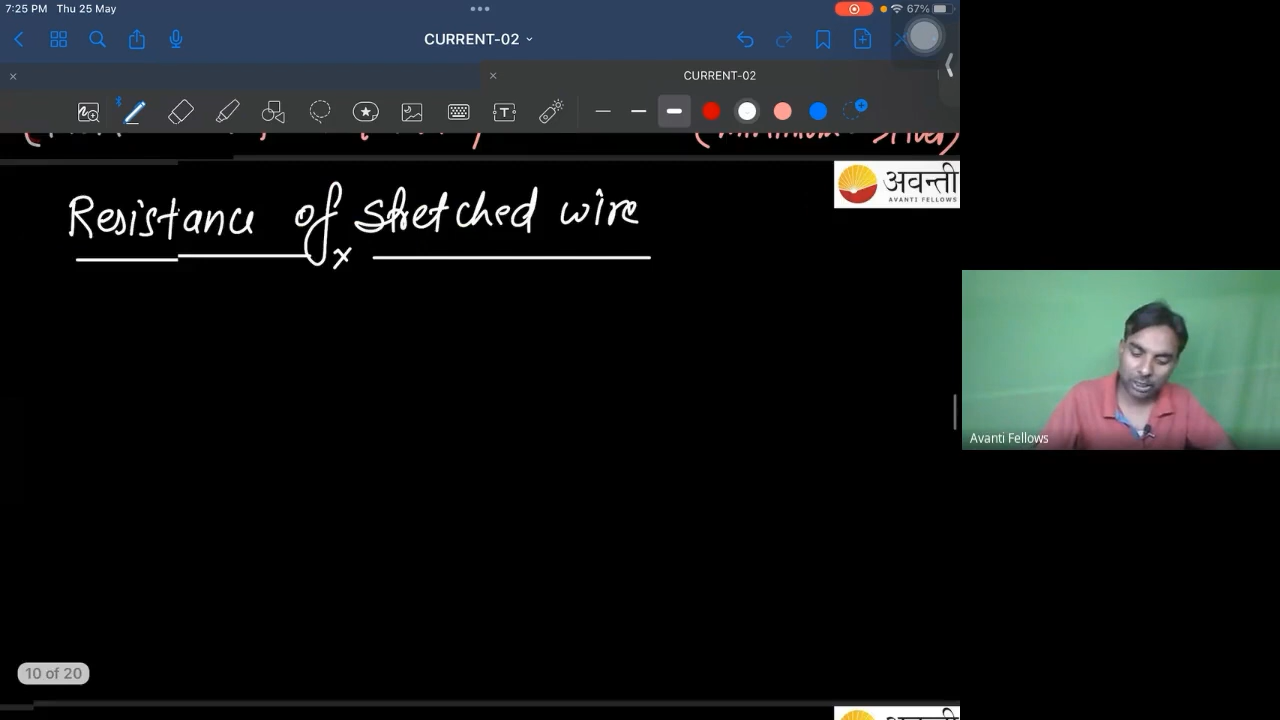 7:25 PM Thu 25 May
67%
CURRENT-02
CURRENT-02
Resistance of stretched wire
अवन्ती
AVANTI FELLOWS
Avanti Fellows
10 of 20